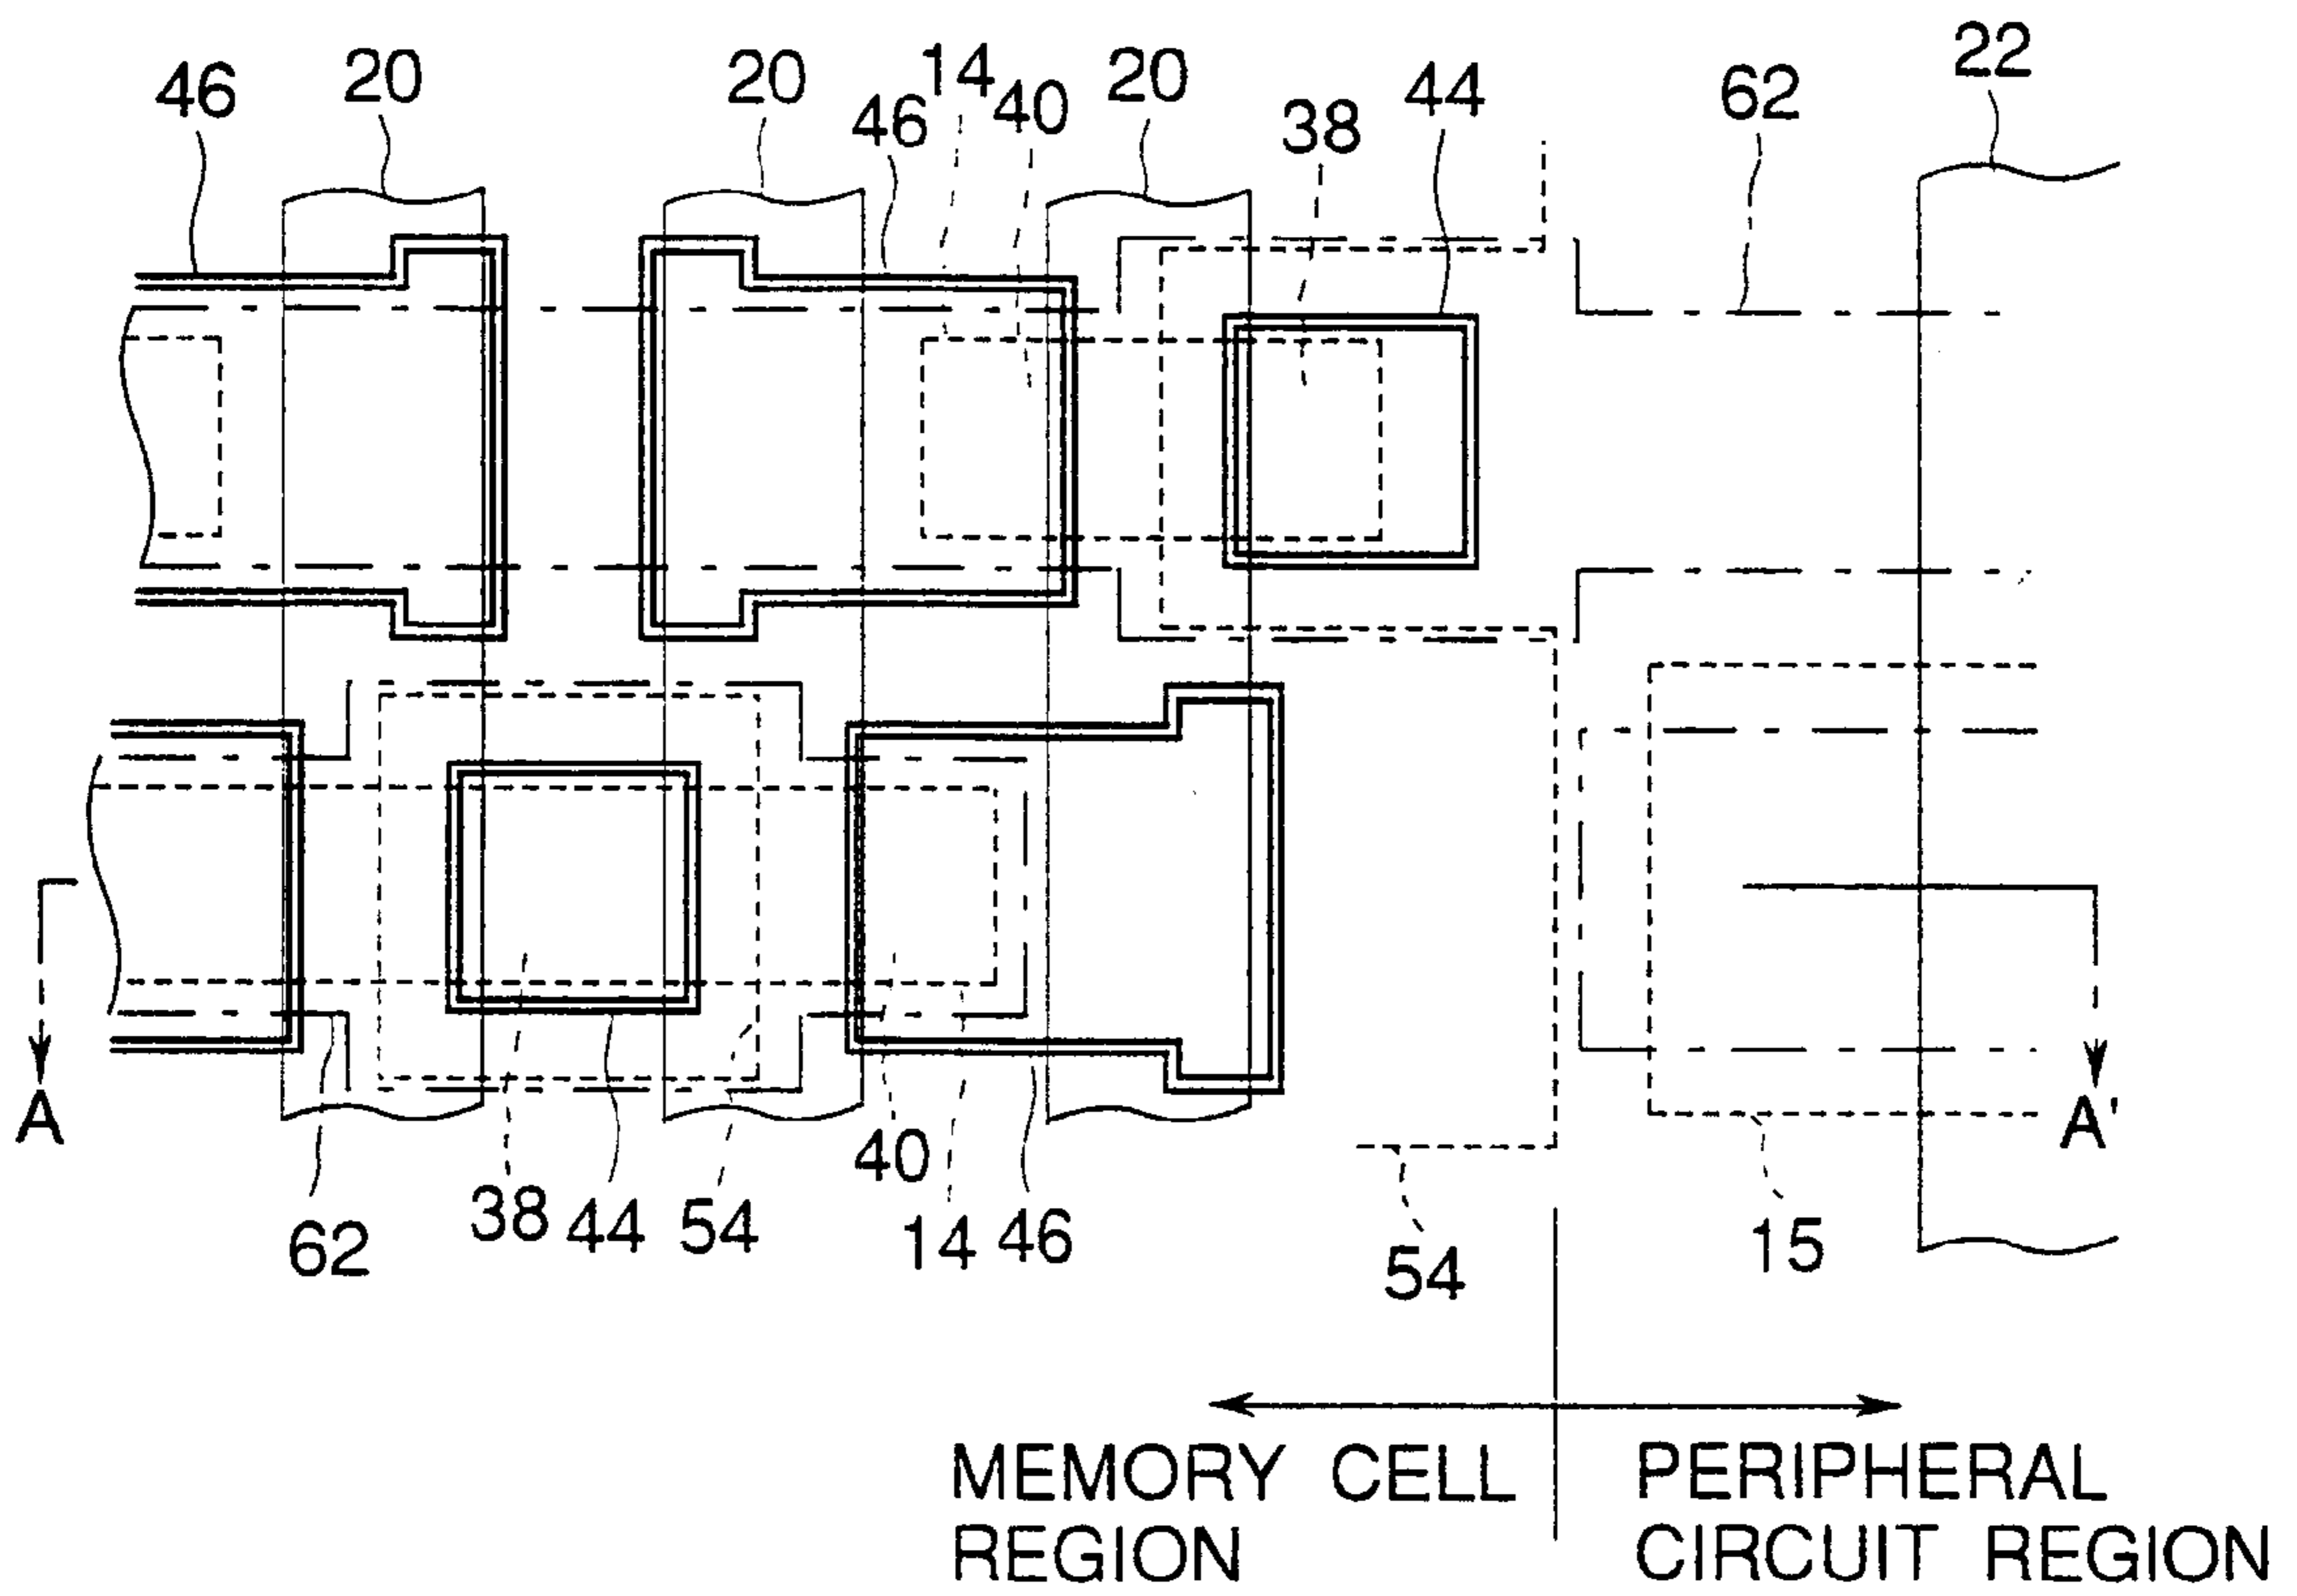 46 20 20 46 14 40 20 38 44 62 22
A A'
62 38 44 54 40 14 46 54 15
MEMORY CELL REGION
PERIPHERAL CIRCUIT REGION